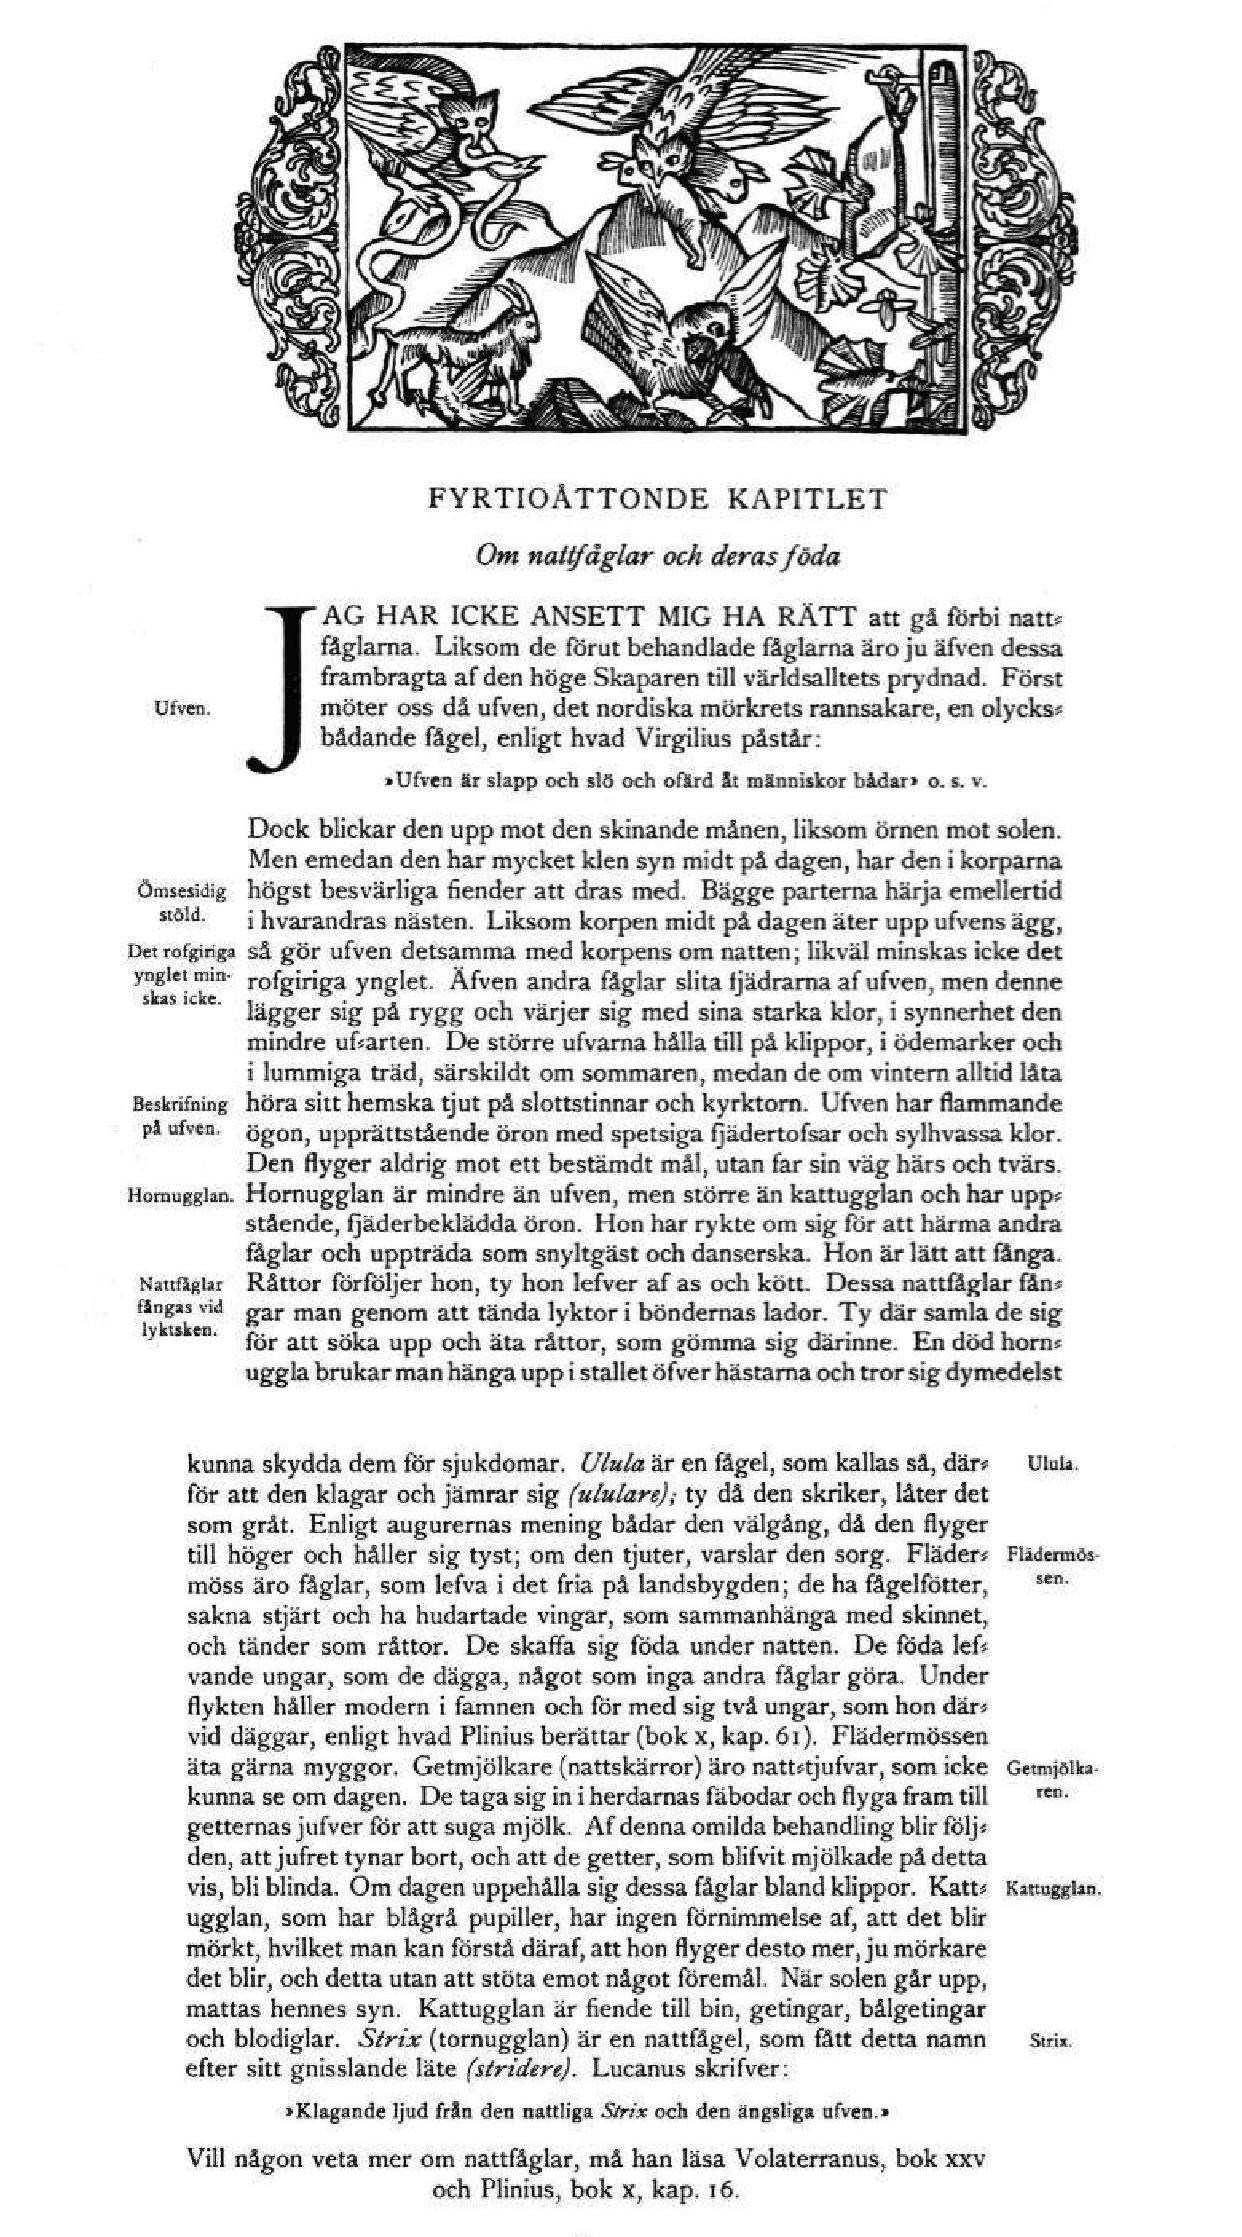 FYRTIOÅTTONDE KAPITLET
Om nattfåglar och deras föda
JAG HAR ICKE ANSETT MIG HA RÄTT att gå förbi natt⸗
fåglarna. Liksom de förut behandlade fåglarna äro ju äfven dessa
frambragta af den höge Skaparen till världsalltets prydnad. Först
Ufven.
möter oss då ufven, det nordiska mörkrets rannsakare, en olycks⸗
bådande fågel, enligt hvad Virgilius påstår:
»Ufven är slapp och slö och ofärd åt människor bådar» o. s. v.
Dock blickar den upp mot den skinande månen, liksom örnen mot solen.
Men emedan den har mycket klen syn midt på dagen, har den i korparna
Ömsesidig
stöld.
högst besvärliga fiender att dras med. Bägge parterna härja emellertid
i hvarandras nästen. Liksom korpen midt på dagen äter upp ufvens ägg,
Det rofgiriga
ynglet min-
skas icke.
så gör ufven detsamma med korpens om natten; likväl minskas icke det
rofgiriga ynglet. Äfven andra fåglar slita fjädrarna af ufven, men denne
lägger sig på rygg och värjer sig med sina starka klor, i synnerhet den
mindre uf⸗arten. De större ufvarna hålla till på klippor, i ödemarker och
i lummiga träd, särskildt om sommaren, medan de om vintern alltid låta
Beskrifning
på ufven.
höra sitt hemska tjut på slottstinnar och kyrktorn. Ufven har flammande
ögon, upprättstående öron med spetsiga fjädertofsar och sylhvassa klor.
Den flyger aldrig mot ett bestämdt mål, utan far sin väg härs och tvärs.
Hornugglan.
Hornugglan är mindre än ufven, men större än kattugglan och har upp⸗
stående, fjäderbeklädda öron. Hon har rykte om sig för att härma andra
fåglar och uppträda som snyltgäst och danserska. Hon är lätt att fånga.
Nattfåglar
fångas vid
lyktsken.
Råttor förföljer hon, ty hon lefver af as och kött. Dessa nattfåglar fån⸗
gar man genom att tända lyktor i böndernas lador. Ty där samla de sig
för att söka upp och äta råttor, som gömma sig därinne. En död horn⸗
uggla brukar man hänga upp i stallet öfver hästarna och tror sig dymedelst
kunna skydda dem för sjukdomar. Ulula är en fågel, som kallas så, där⸗
Ulula.
för att den klagar och jämrar sig (ululare); ty då den skriker, låter det
som gråt. Enligt augurernas mening bådar den välgång, då den flyger
till höger och håller sig tyst; om den tjuter, varslar den sorg. Fläder⸗
Flädermös-
sen.
möss äro fåglar, som lefva i det fria på landsbygden; de ha fågelfötter,
sakna stjärt och ha hudartade vingar, som sammanhänga med skinnet,
och tänder som råttor. De skaffa sig föda under natten. De föda lef⸗
vande ungar, som de dägga, något som inga andra fåglar göra. Under
flykten håller modern i famnen och för med sig två ungar, som hon där⸗
vid däggar, enligt hvad Plinius berättar (bok x, kap. 61). Flädermössen
äta gärna myggor. Getmjölkare (nattskärror) äro natt⸗tjufvar, som icke
Getmjölka-
ren.
kunna se om dagen. De taga sig in i herdarnas fäbodar och flyga fram till
getternas jufver för att suga mjölk. Af denna omilda behandling blir följ⸗
den, att jufret tynar bort, och att de getter, som blifvit mjölkade på detta
vis, bli blinda. Om dagen uppehålla sig dessa fåglar bland klippor. Katt⸗
Kattugglan.
ugglan, som har blågrå pupiller, har ingen förnimmelse af, att det blir
mörkt, hvilket man kan förstå däraf, att hon flyger desto mer, ju mörkare
det blir, och detta utan att stöta emot något föremål. När solen går upp,
mattas hennes syn. Kattugglan är fiende till bin, getingar, bålgetingar
och blodiglar. Strix (tornugglan) är en nattfågel, som fått detta namn
Strix.
efter sitt gnisslande läte (stridere). Lucanus skrifver:
»Klagande ljud från den nattliga Strix och den ängsliga ufven.»
Vill någon veta mer om nattfåglar, må han läsa Volaterranus, bok xxv
och Plinius, bok x, kap. 16.